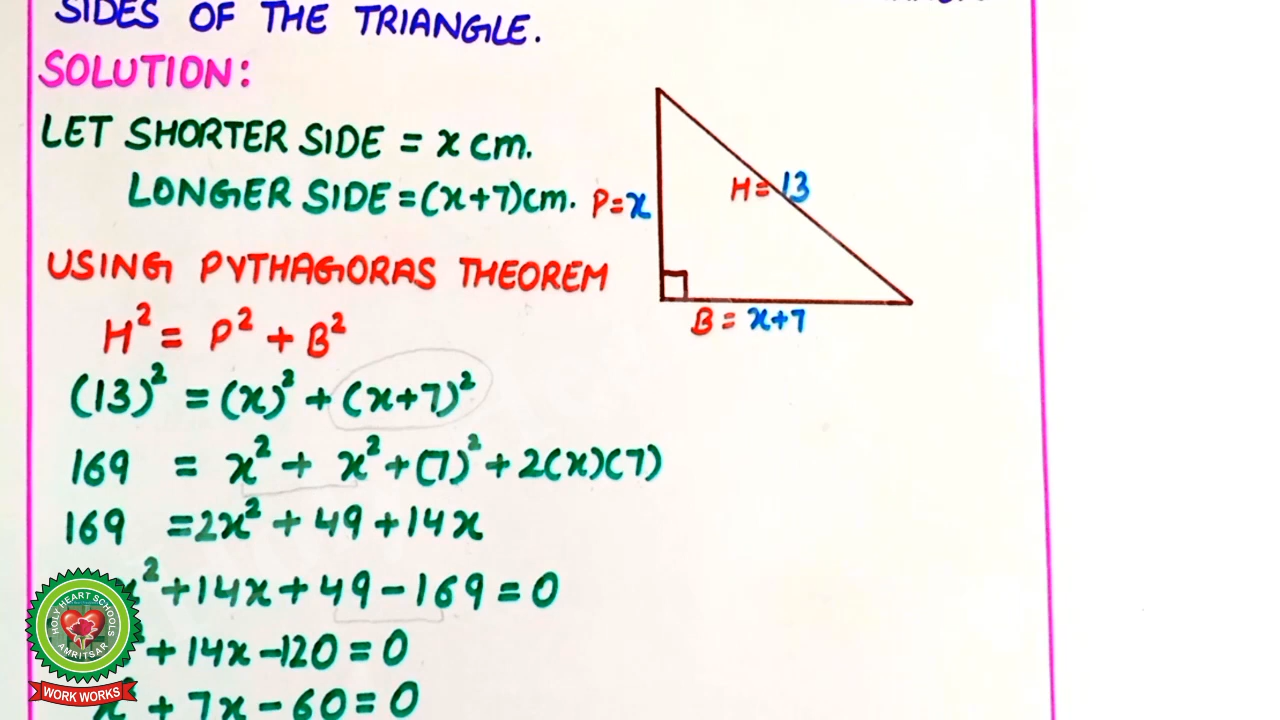 SIDES OF THE TRIANGLE.
SOLUTION:
LET SHORTER SIDE = x cm.
LONGER SIDE = (x+7) cm.
P = x
H = 13
B = x+7
USING PYTHAGORAS THEOREM
H² = P² + B²
(13)² = (x)² + (x+7)²
169 = x² + x² + (7)² + 2(x)(7)
169 = 2x² + 49 + 14x
x² + 14x + 49 - 169 = 0
+ 14x - 120 = 0
x² + 7x - 60 = 0
HOLY HEART SCHOOLS
AMRITSAR
WORK WORKS